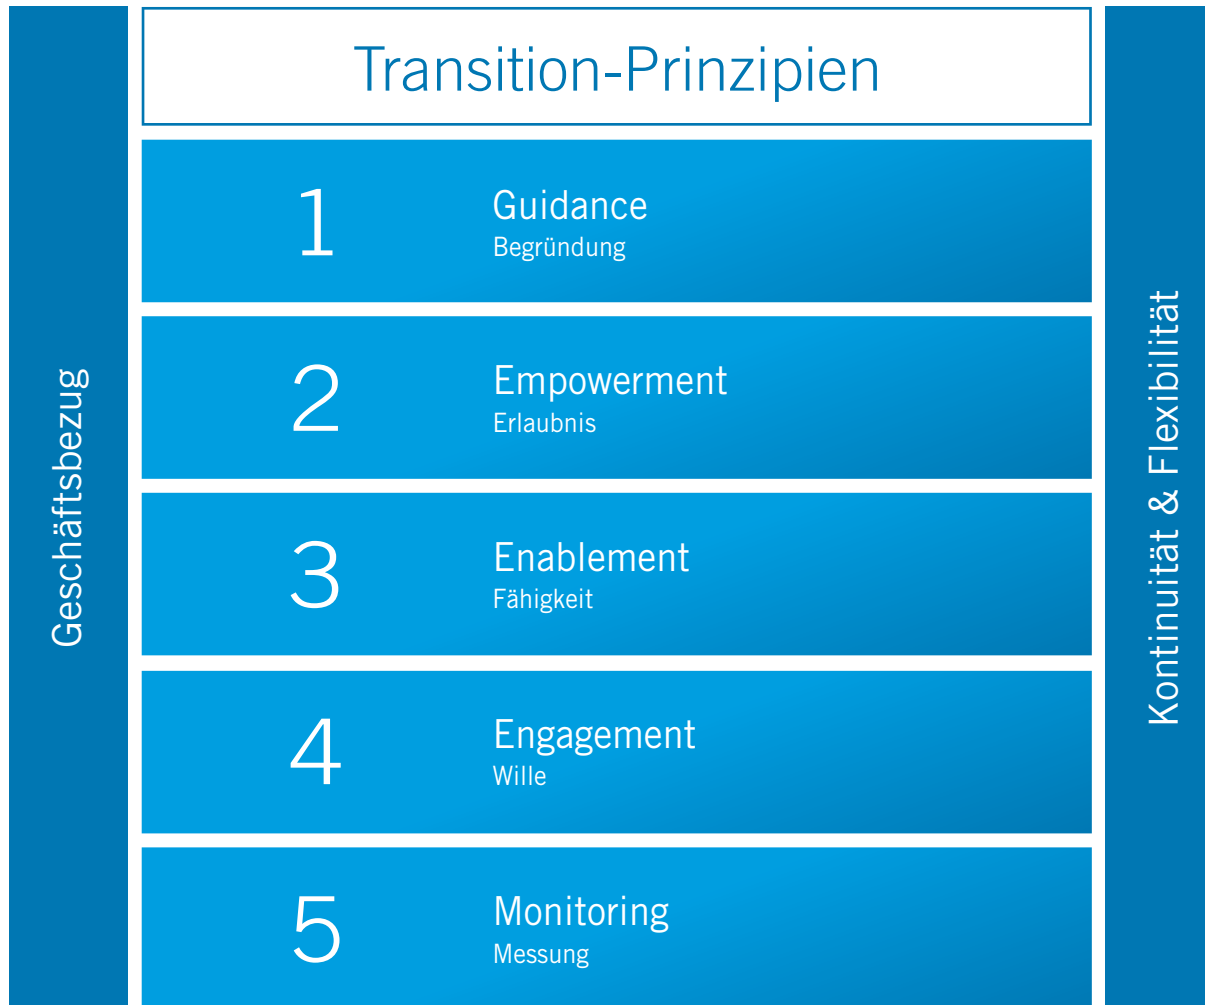 Geschäftsbezug
Transition-Prinzipien
1
Guidance
Begründung
2
Empowerment
Erlaubnis
3
Enablement
Fähigkeit
4
Engagement
Wille
5
Monitoring
Messung
Kontinuität & Flexibilität